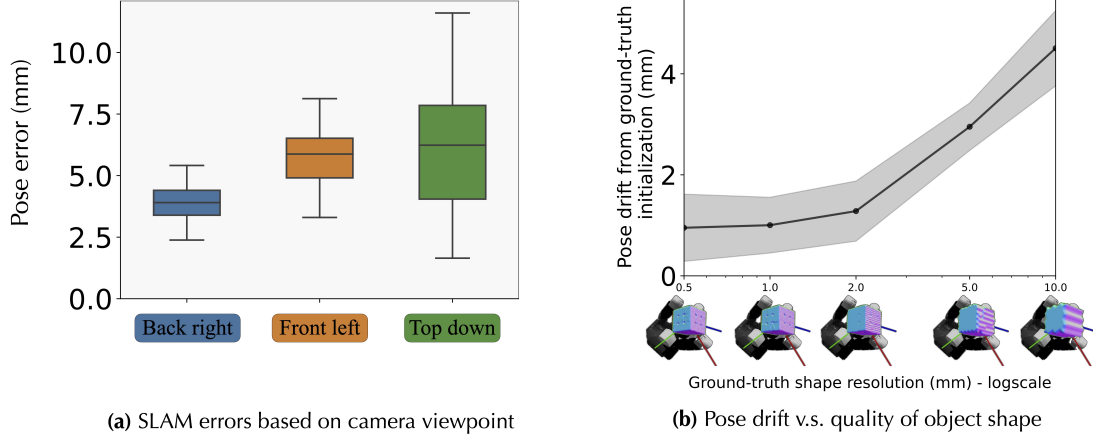 Pose error (mm)
10.0
7.5
5.0
2.5
0.0
Back right
Front left
Top down
(a) SLAM errors based on camera viewpoint
Pose drift from ground-truth
initialization (mm)
4
2
0
0.5
1.0
2.0
5.0
10.0
Ground-truth shape resolution (mm) - logscale
(b) Pose drift v.s. quality of object shape